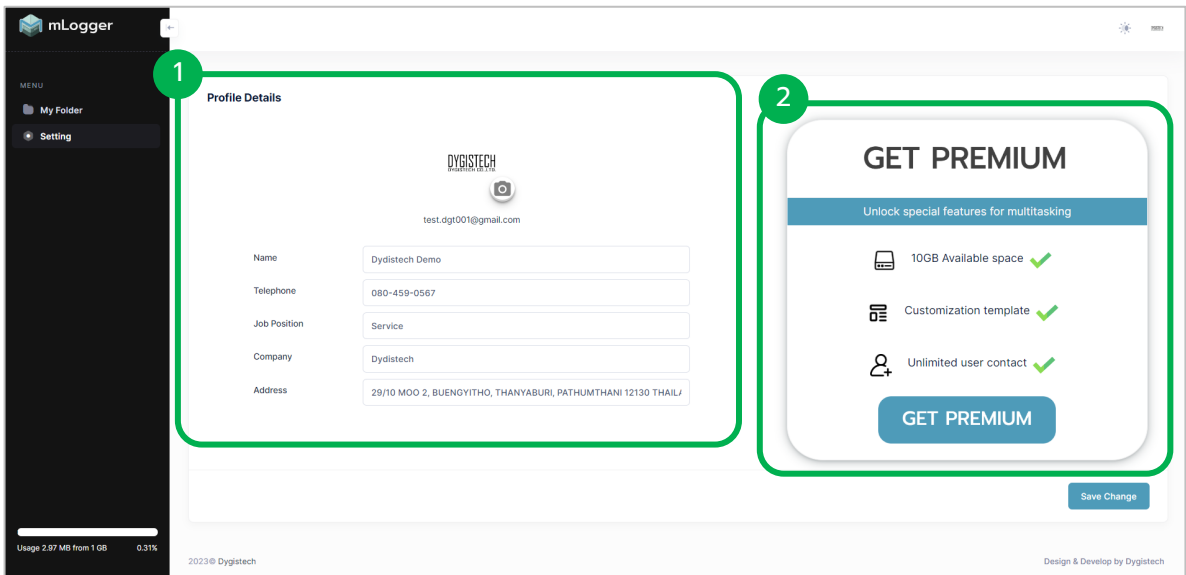 mLogger
MENU
My Folder
Setting
Usage 2.97 MB from 1 GB 0.31%
1
Profile Details
DYGISTECH
DYGISTECH CO.,LTD.
test.dgt001@gmail.com
Name Dydistech Demo
Telephone 080-459-0567
Job Position Service
Company Dydistech
Address 29/10 MOO 2, BUENGYITHO, THANYABURI, PATHUMTHANI 12130 THAIL
2
GET PREMIUM
Unlock special features for multitasking
10GB Available space
Customization template
Unlimited user contact
GET PREMIUM
Save Change
2023© Dygistech
Design & Develop by Dygistech